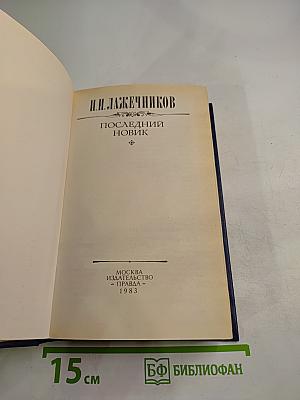 И.И.ЛАЖЕЧНИКОВ
ПОСЛЕДНИЙ
НОВИК
МОСКВА
ИЗДАТЕЛЬСТВО
«ПРАВДА»
1983
15 см
БФ БИБЛИОФАН